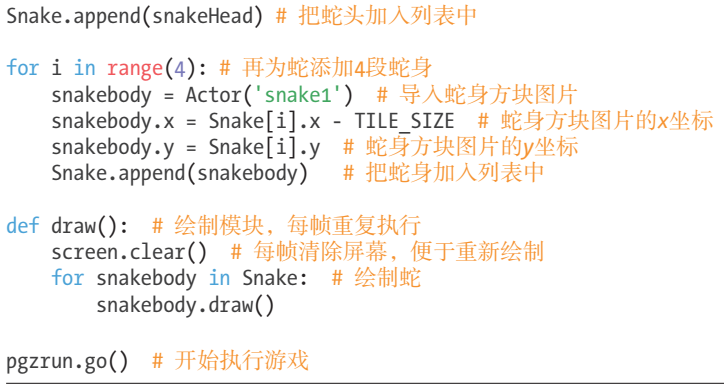 Snake.append(snakeHead) # 把蛇头加入列表中
for i in range(4): # 再为蛇添加4段蛇身
    snakebody = Actor('snake1')  # 导入蛇身方块图片
    snakebody.x = Snake[i].x - TILE_SIZE  # 蛇身方块图片的x坐标
    snakebody.y = Snake[i].y  # 蛇身方块图片的y坐标
    Snake.append(snakebody)   # 把蛇身加入列表中
def draw():  # 绘制模块，每帧重复执行
    screen.clear()  # 每帧清除屏幕，便于重新绘制
    for snakebody in Snake:  # 绘制蛇
        snakebody.draw()
pgzrun.go()  # 开始执行游戏